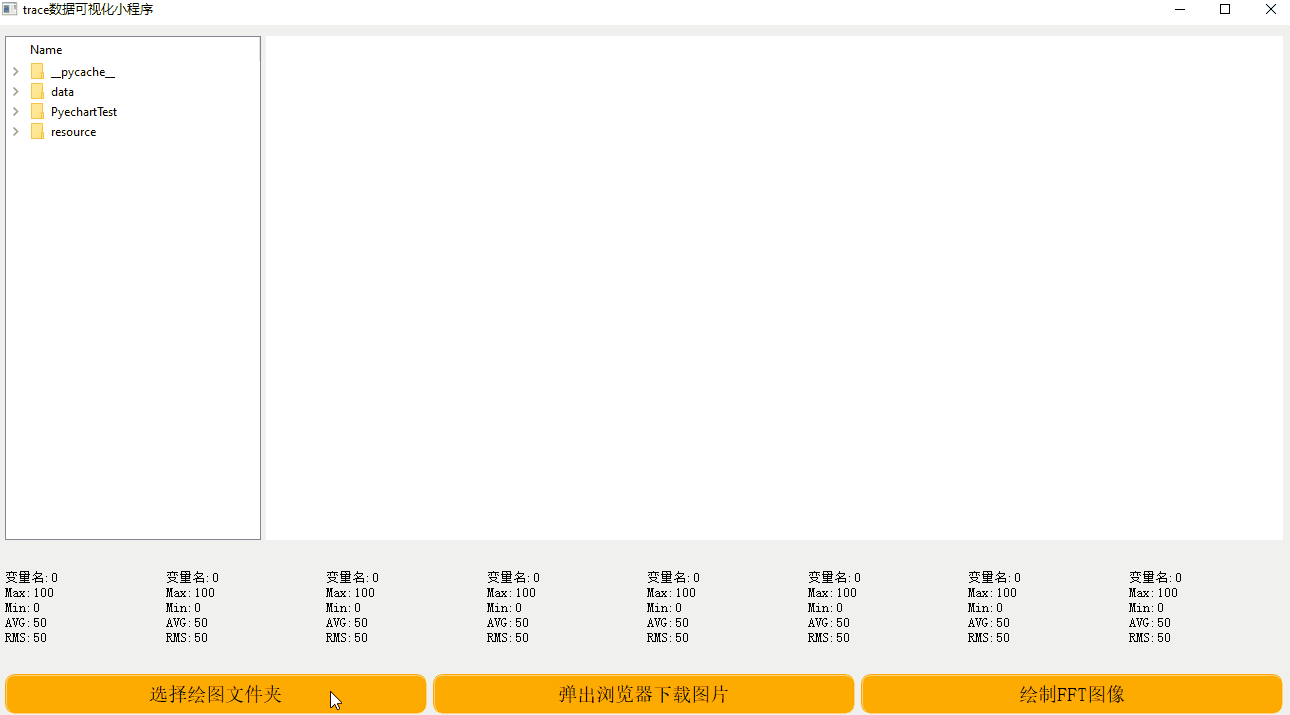 trace数据可视化小程序
Name
__pycache__
data
PyechartTest
resource
变量名:0 变量名:0 变量名:0 变量名:0 变量名:0 变量名:0 变量名:0 变量名:0
Max:100 Max:100 Max:100 Max:100 Max:100 Max:100 Max:100 Max:100
Min:0 Min:0 Min:0 Min:0 Min:0 Min:0 Min:0 Min:0
AVG:50 AVG:50 AVG:50 AVG:50 AVG:50 AVG:50 AVG:50 AVG:50
RMS:50 RMS:50 RMS:50 RMS:50 RMS:50 RMS:50 RMS:50 RMS:50
选择绘图文件夹 弹出浏览器下载图片 绘制FFT图像